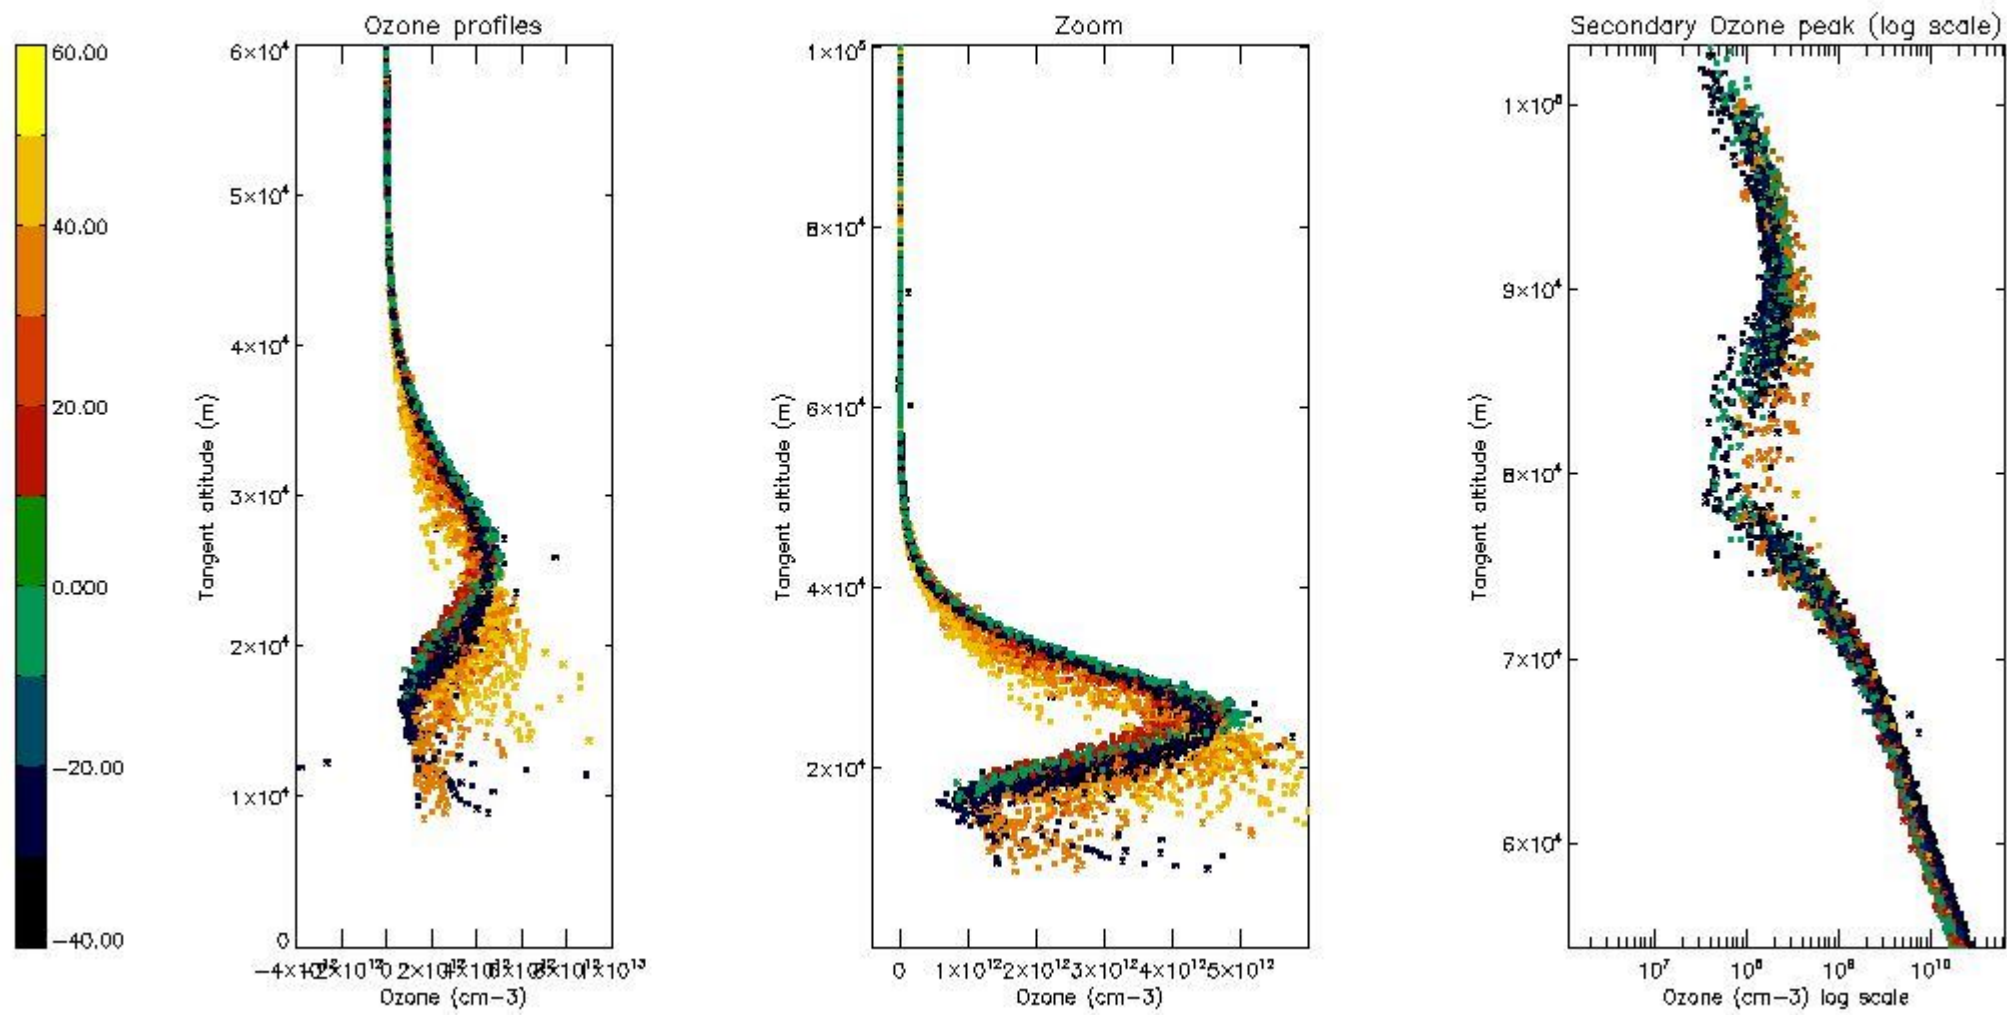 Ozone profiles
Zoom
Secondary Ozone peak (log scale)
60.00
40.00
20.00
0.000
−20.00
−40.00
6×10⁴
5×10⁴
4×10⁴
3×10⁴
2×10⁴
1×10⁴
0
Tangent altitude (m)
Ozone (cm−3)
1×10⁵
8×10⁴
6×10⁴
4×10⁴
2×10⁴
Tangent altitude (m)
0 1×10¹² 2×10¹² 3×10¹² 4×10¹² 5×10¹²
Ozone (cm−3)
9×10⁴
8×10⁴
7×10⁴
6×10⁴
Tangent altitude (m)
10⁷ 10⁸ 10⁹ 10¹⁰
Ozone (cm−3) log scale